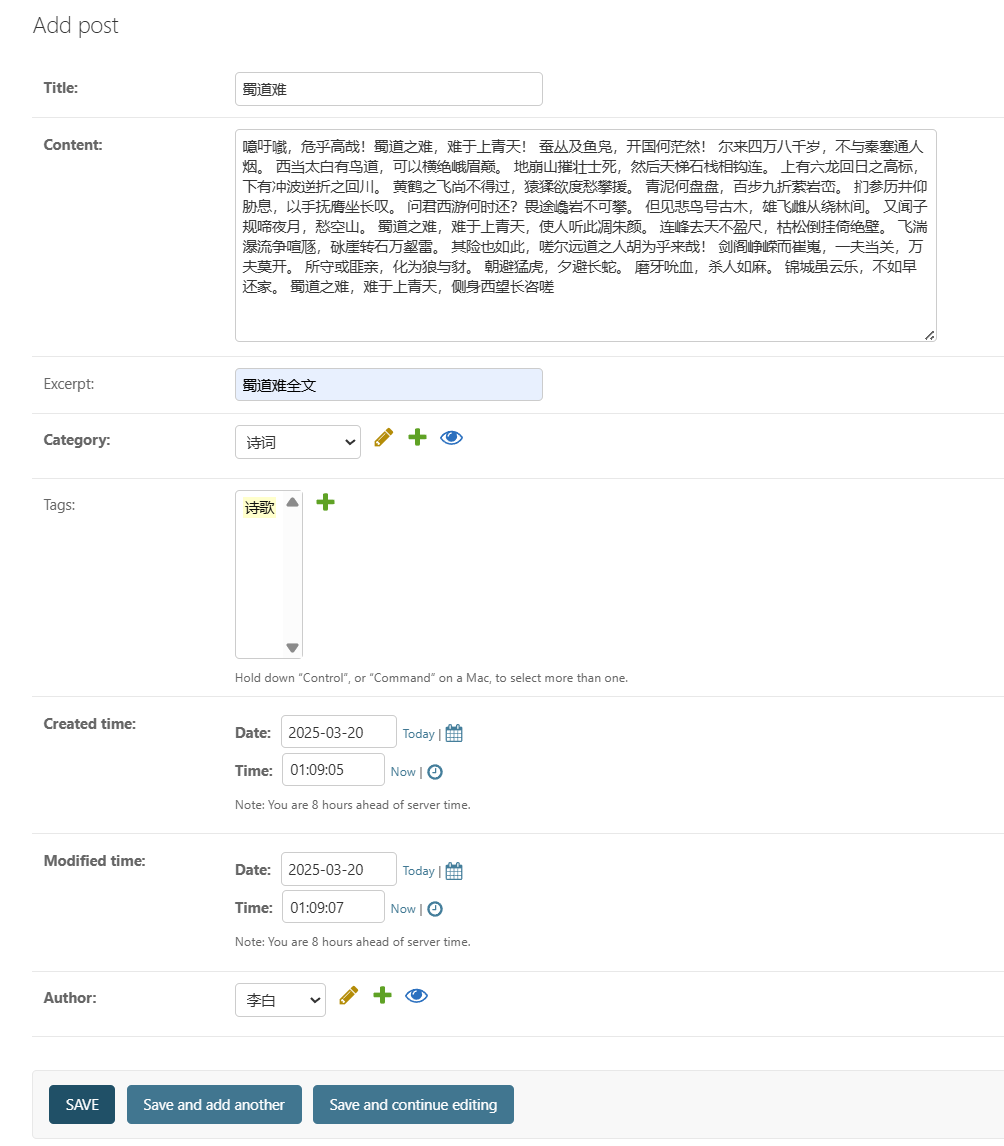 Add post
Title:
蜀道难
Content:
噫吁嚱，危乎高哉！蜀道之难，难于上青天！ 蚕丛及鱼凫，开国何茫然！ 尔来四万八千岁，不与秦塞通人
烟。 西当太白有鸟道，可以横绝峨眉巅。 地崩山摧壮士死，然后天梯石栈相钩连。 上有六龙回日之高标，
下有冲波逆折之回川。 黄鹤之飞尚不得过，猿猱欲度愁攀援。 青泥何盘盘，百步九折萦岩峦。 扪参历井仰
胁息，以手抚膺坐长叹。 问君西游何时还？畏途巉岩不可攀。 但见悲鸟号古木，雄飞雌从绕林间。 又闻子
规啼夜月，愁空山。 蜀道之难，难于上青天，使人听此凋朱颜。 连峰去天不盈尺，枯松倒挂倚绝壁。 飞湍
瀑流争喧豗，砯崖转石万壑雷。 其险也如此，嗟尔远道之人胡为乎来哉！ 剑阁峥嵘而崔嵬，一夫当关，万
夫莫开。 所守或匪亲，化为狼与豺。 朝避猛虎，夕避长蛇。 磨牙吮血，杀人如麻。 锦城虽云乐，不如早
还家。 蜀道之难，难于上青天，侧身西望长咨嗟
Excerpt:
蜀道难全文
Category:
诗词
Tags:
诗歌
Hold down “Control”, or “Command” on a Mac, to select more than one.
Created time:
Date: 2025-03-20 Today |
Time: 01:09:05 Now |
Note: You are 8 hours ahead of server time.
Modified time:
Date: 2025-03-20 Today |
Time: 01:09:07 Now |
Note: You are 8 hours ahead of server time.
Author:
李白
SAVE
Save and add another
Save and continue editing